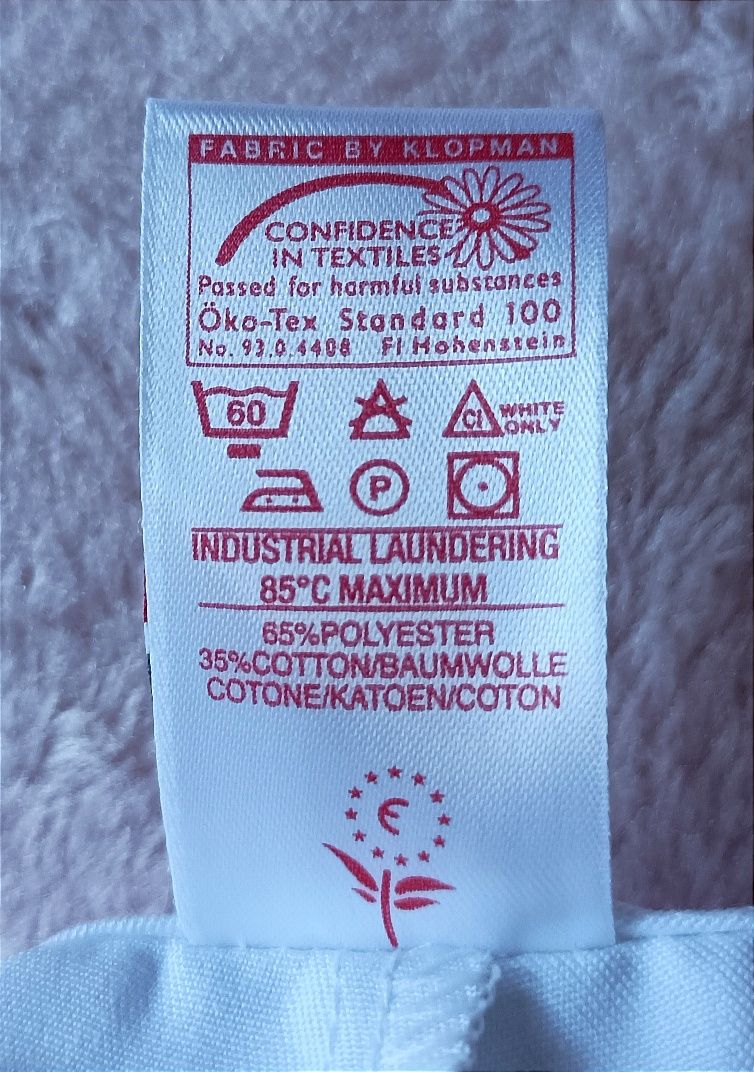 FABRIC BY KLOPMAN
CONFIDENCE
IN TEXTILES
Passed for harmful substances
Öko-Tex Standard 100
No. 93.0.4408 FI Hohenstein
60
Cl WHITE
ONLY
P
INDUSTRIAL LAUNDERING
85°C MAXIMUM
65%POLYESTER
35%COTTON/BAUMWOLLE
COTONE/KATOEN/COTON